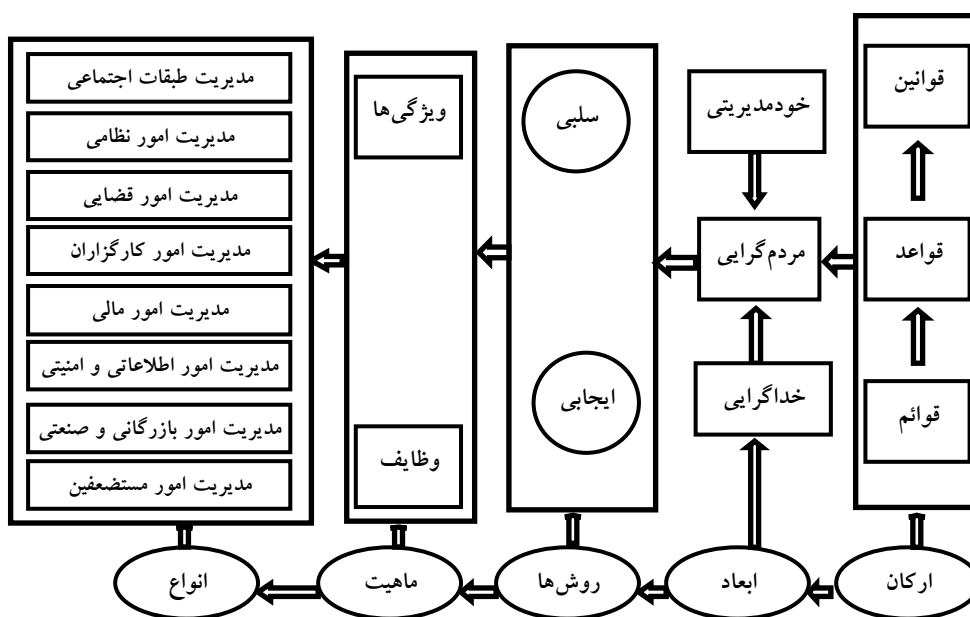 قوانین
قواعد
قوائم
خودمدیریتی
مردم‌گرایی
خداگرایی
سلبی
ایجابی
ویژگی‌ها
وظایف
مدیریت طبقات اجتماعی
مدیریت امور نظامی
مدیریت امور قضایی
مدیریت امور کارگزاران
مدیریت امور مالی
مدیریت امور اطلاعاتی و امنیتی
مدیریت امور بازرگانی و صنعتی
مدیریت امور مستضعفین
ارکان
ابعاد
روش‌ها
ماهیت
انواع